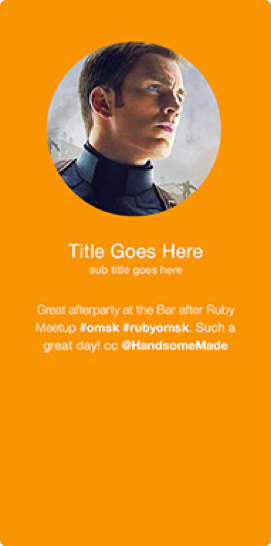 Title Goes Here
sub title goes here
Great afterparty at the Bar after Ruby
Meetup #omsk #rubyomsk. Such a
great day! cc @HandsomeMade